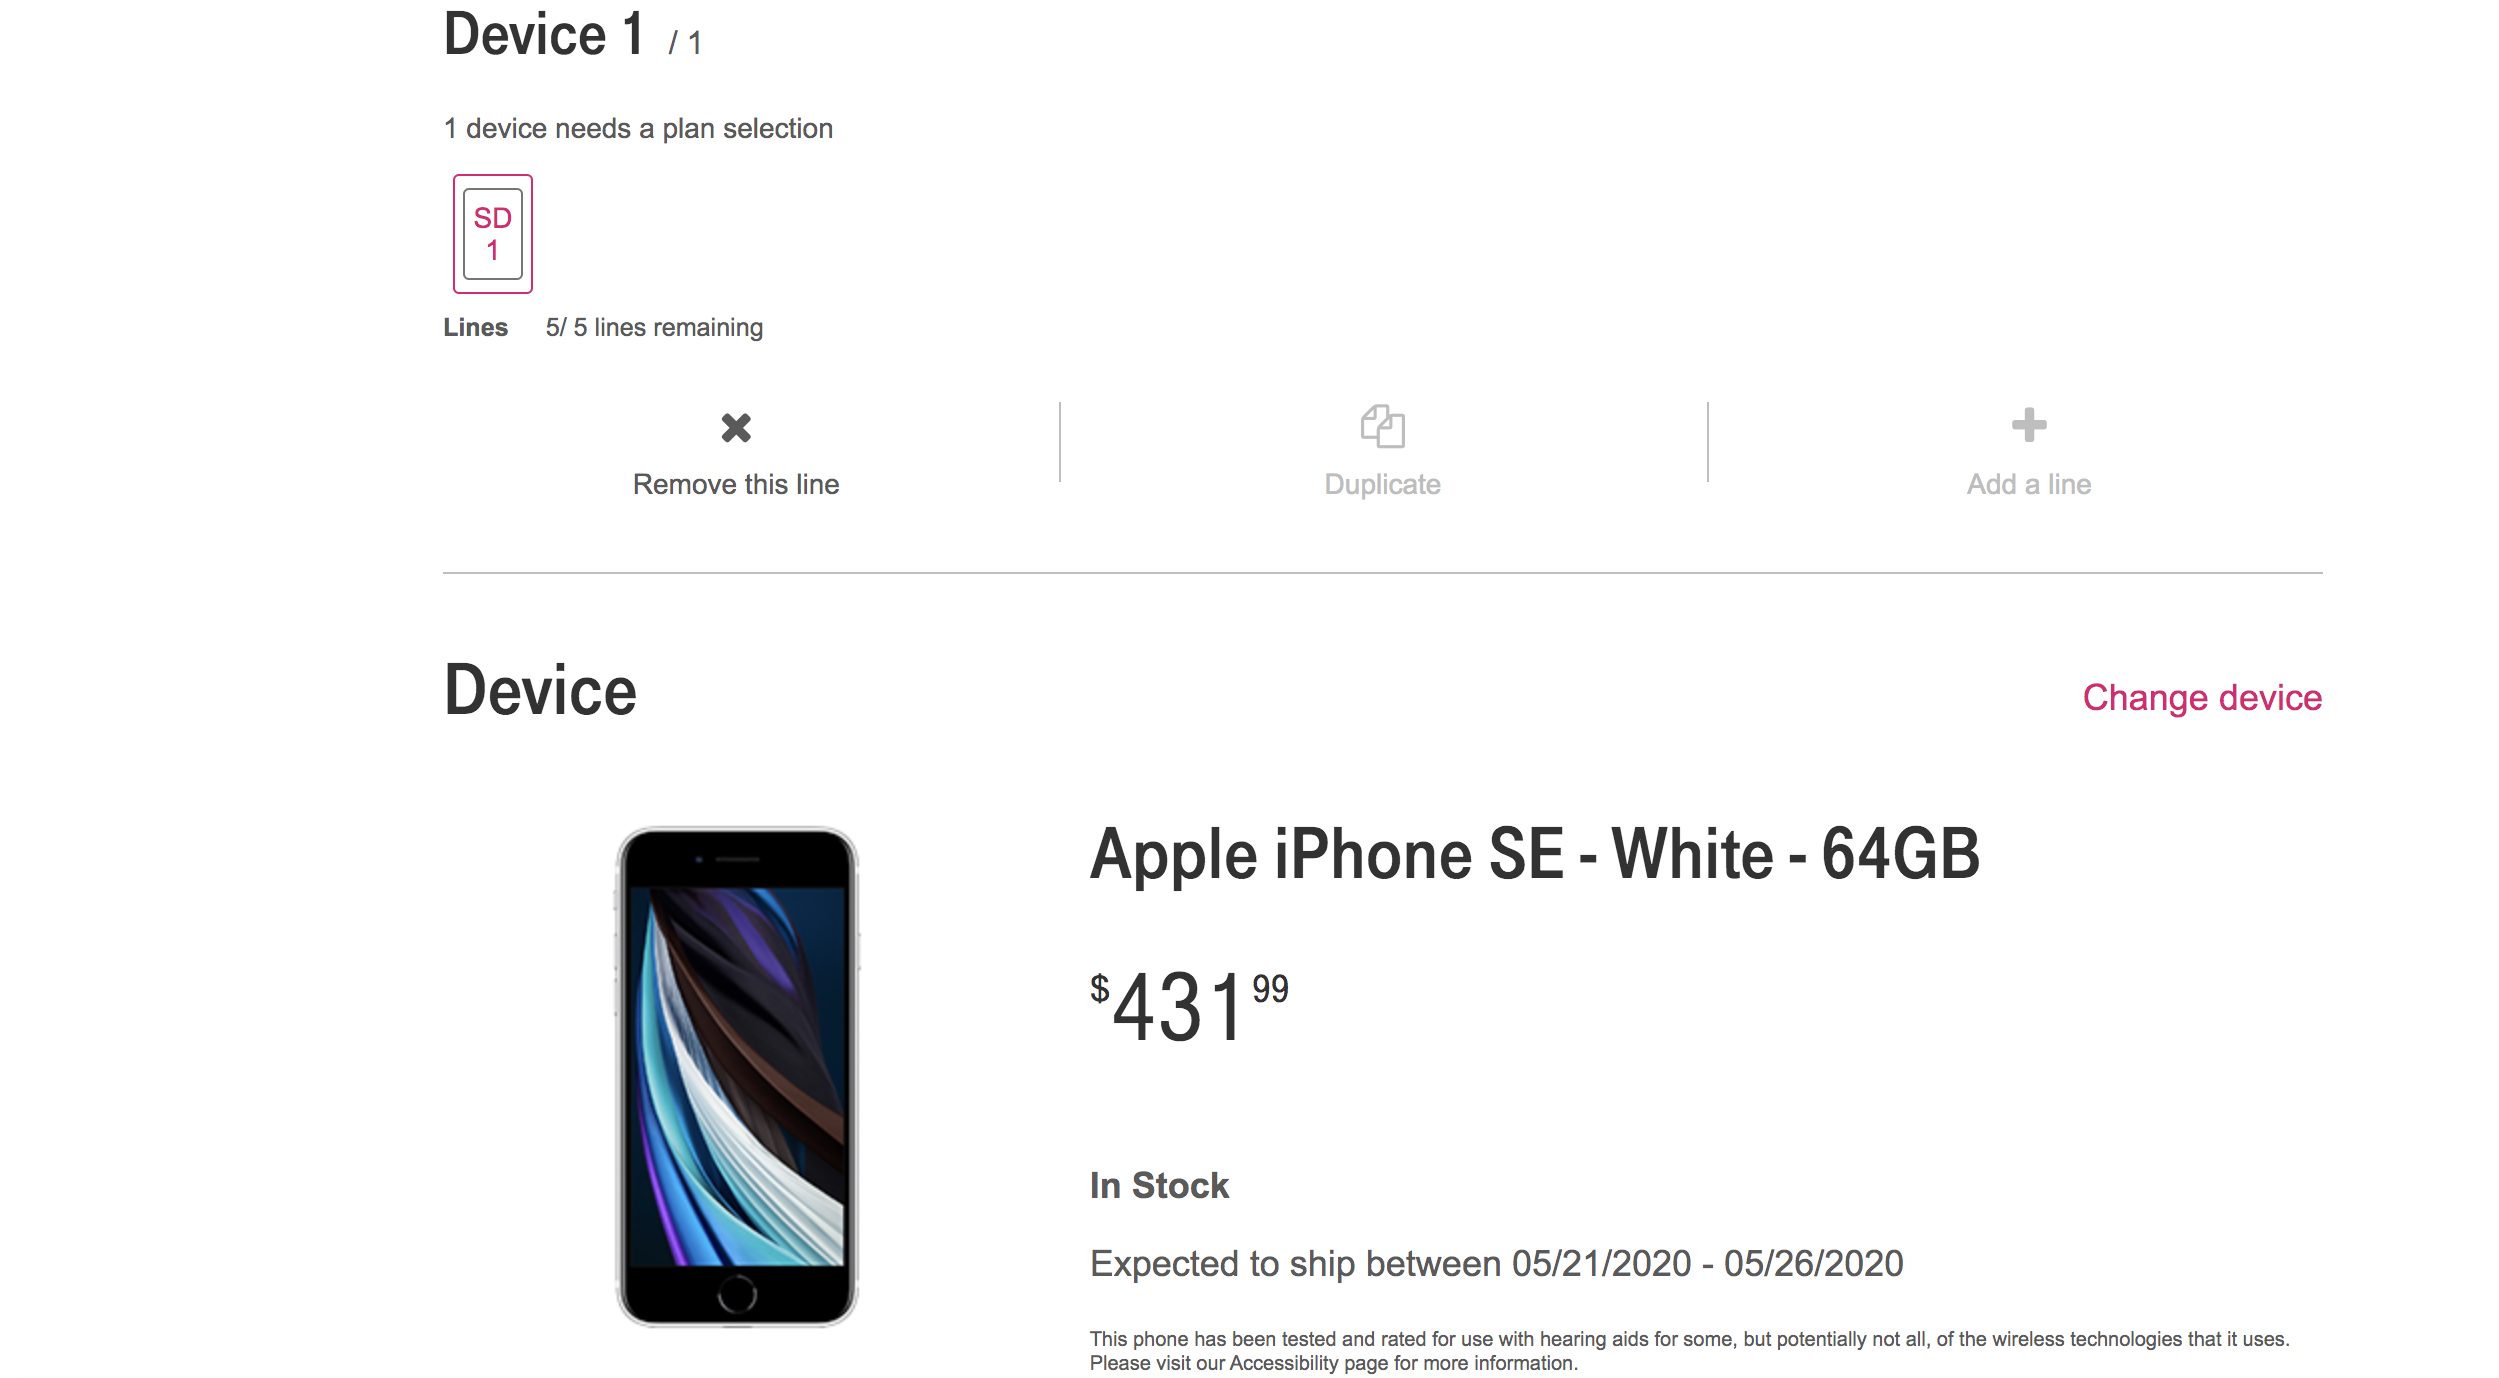 Device 1 / 1
1 device needs a plan selection
SD
1
Lines 5/ 5 lines remaining
Remove this line
Duplicate
Add a line
Device
Change device
Apple iPhone SE - White - 64GB
$431 99
In Stock
Expected to ship between 05/21/2020 - 05/26/2020
This phone has been tested and rated for use with hearing aids for some, but potentially not all, of the wireless technologies that it uses.
Please visit our Accessibility page for more information.